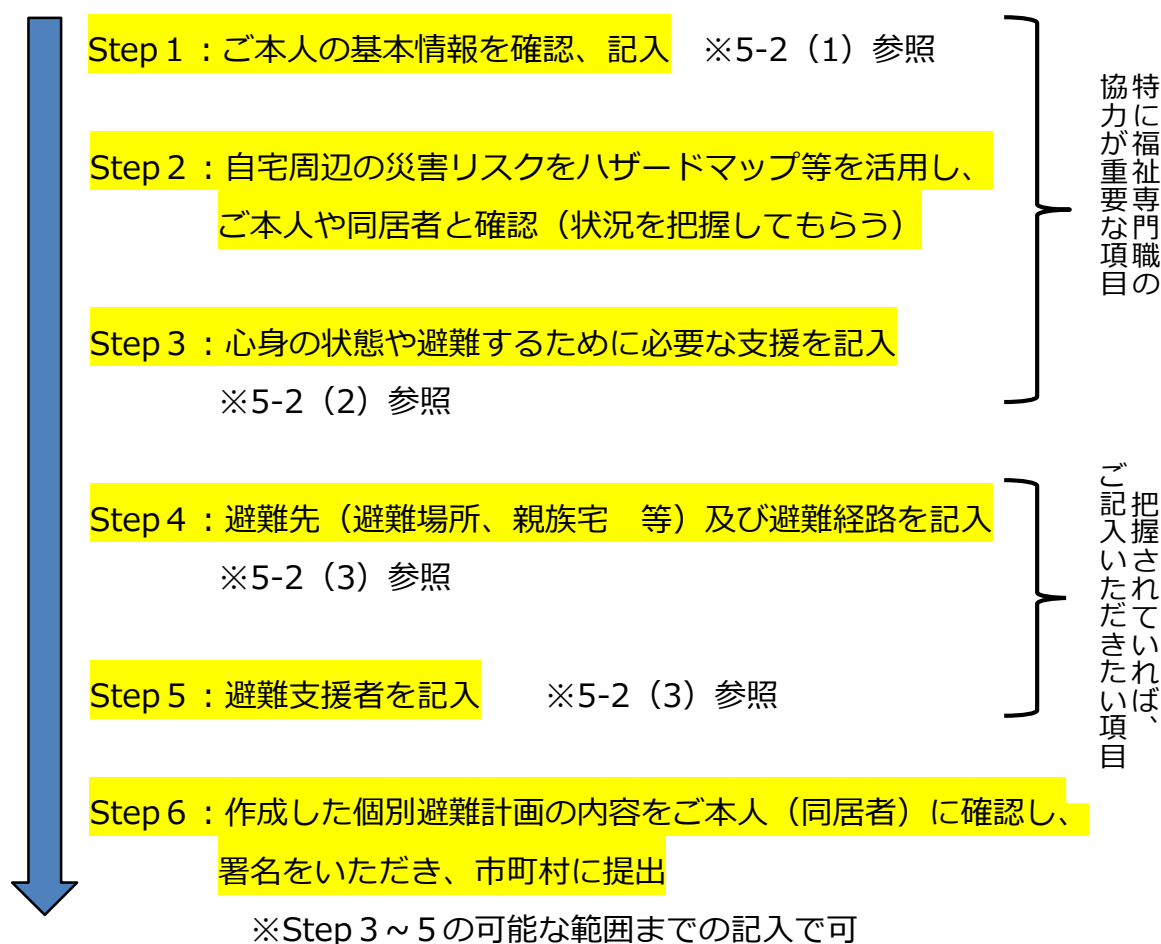 Step１：ご本人の基本情報を確認、記入　※5-2（1）参照
Step２：自宅周辺の災害リスクをハザードマップ等を活用し、
ご本人や同居者と確認（状況を把握してもらう）
Step３：心身の状態や避難するために必要な支援を記入
※5-2（2）参照
特に福祉専門職の
協力が重要な項目
Step４：避難先（避難場所、親族宅　等）及び避難経路を記入
※5-2（3）参照
Step５：避難支援者を記入　　※5-2（3）参照
把握されていれば、
ご記入いただきたい項目
Step６：作成した個別避難計画の内容をご本人（同居者）に確認し、
署名をいただき、市町村に提出
※Step３～５の可能な範囲までの記入で可